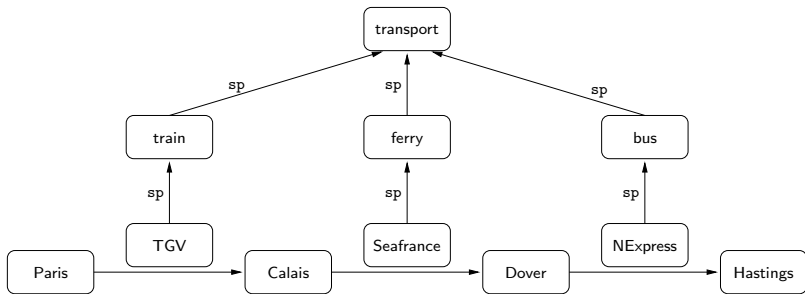 transport
sp
sp
sp
train
ferry
bus
sp
sp
sp
TGV
Seafrance
NExpress
Paris
Calais
Dover
Hastings